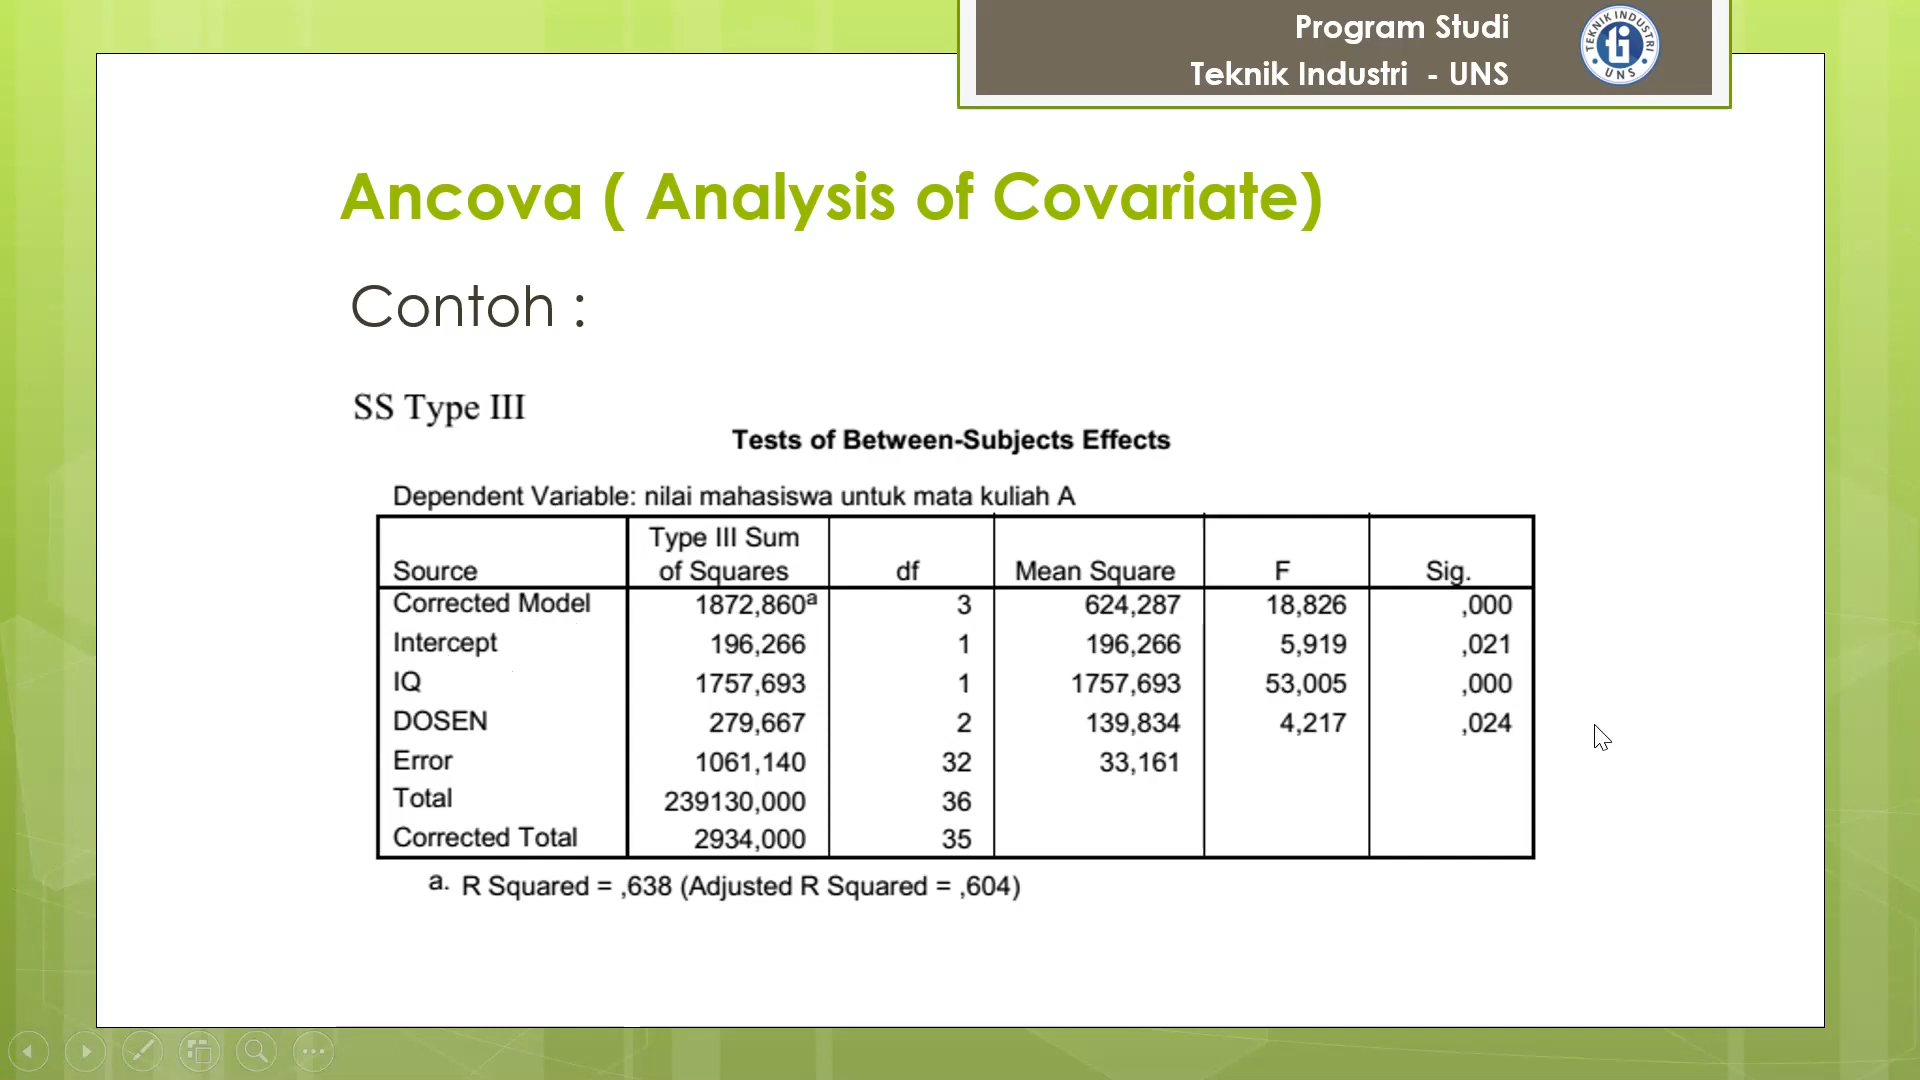 Program Studi
Teknik Industri - UNS
TEKNIK INDUSTRI
ti
UNS
Ancova ( Analysis of Covariate)
Contoh :
SS Type III
Tests of Between-Subjects Effects
Dependent Variable: nilai mahasiswa untuk mata kuliah A
Source Type III Sum of Squares df Mean Square F Sig.
Corrected Model 1872,860a 3 624,287 18,826 ,000
Intercept 196,266 1 196,266 5,919 ,021
IQ 1757,693 1 1757,693 53,005 ,000
DOSEN 279,667 2 139,834 4,217 ,024
Error 1061,140 32 33,161
Total 239130,000 36
Corrected Total 2934,000 35
a. R Squared = ,638 (Adjusted R Squared = ,604)